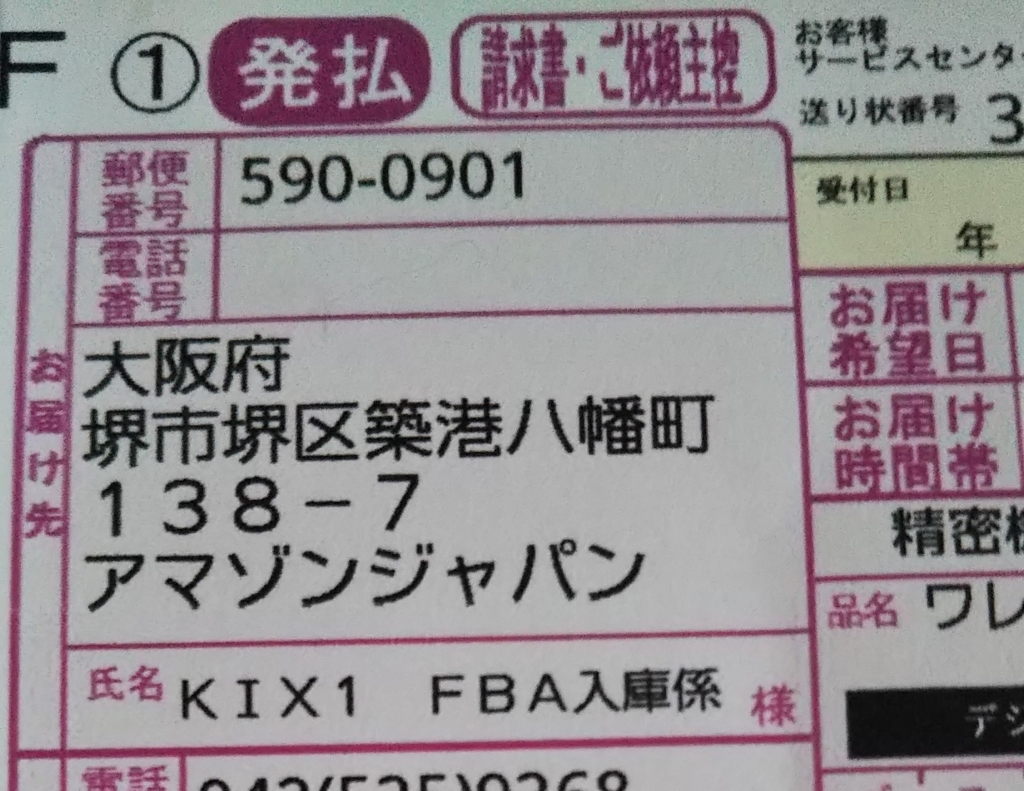 F ① 発払 請求書・ご依頼主控
お客様
サービスセンター
送り状番号 3
郵便番号 590-0901
受付日
年
電話番号
お届け希望日
お届け先
大阪府
堺市堺区築港八幡町
138-7
アマゾンジャパン
お届け時間帯
精密機
品名 ワレ
氏名 KIX1 FBA入庫係 様
デジ
電話 042(535)9268